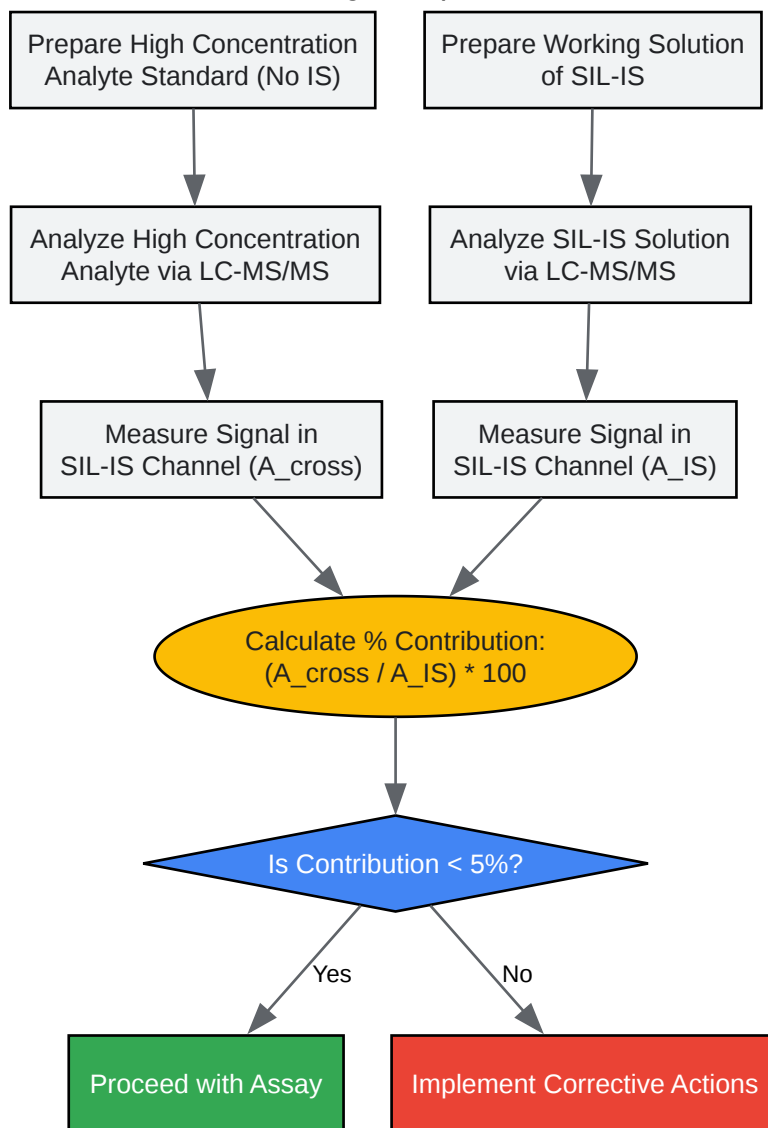 Prepare High Concentration
Analyte Standard (No IS)
Prepare Working Solution
of SIL-IS
Analyze High Concentration
Analyte via LC-MS/MS
Analyze SIL-IS Solution
via LC-MS/MS
Measure Signal in
SIL-IS Channel (A_cross)
Measure Signal in
SIL-IS Channel (A_IS)
Calculate % Contribution:
(A_cross / A_IS) * 100
Is Contribution < 5%?
Yes
No
Proceed with Assay
Implement Corrective Actions